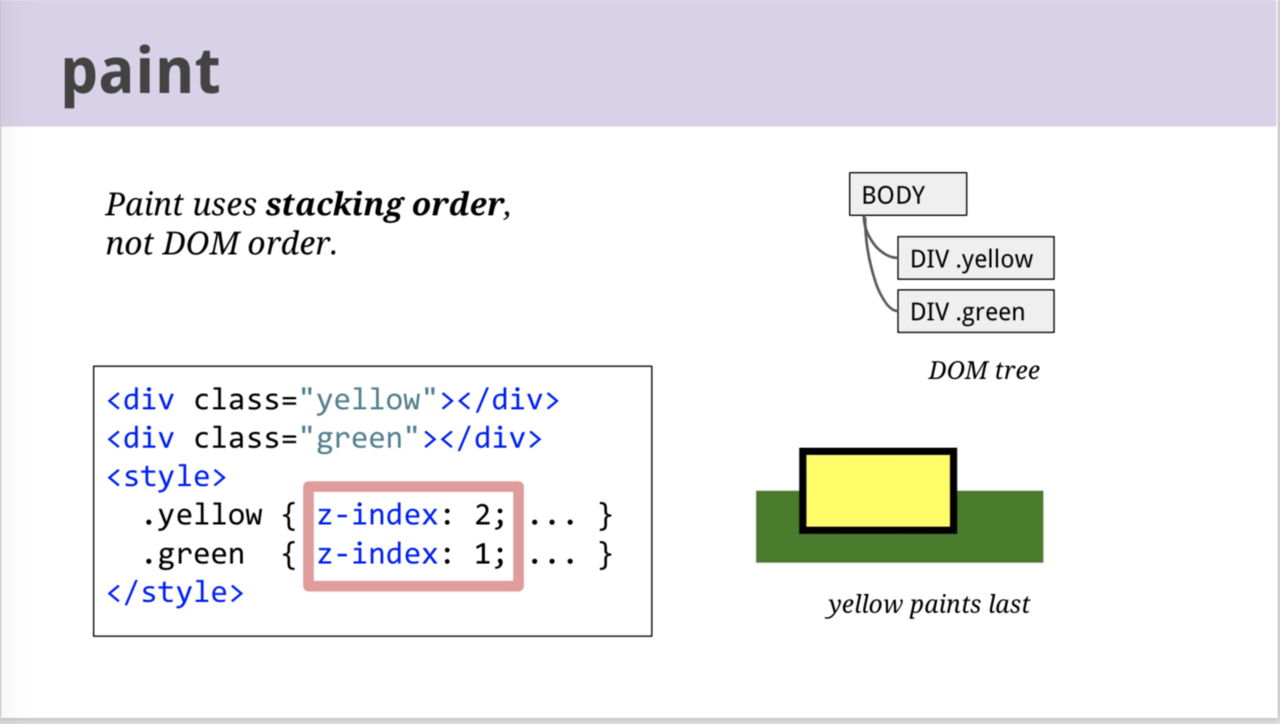 paint
Paint uses stacking order,
not DOM order.
<div class="yellow"></div>
<div class="green"></div>
<style>
  .yellow { z-index: 2; ... }
  .green  { z-index: 1; ... }
</style>
BODY
DIV .yellow
DIV .green
DOM tree
yellow paints last